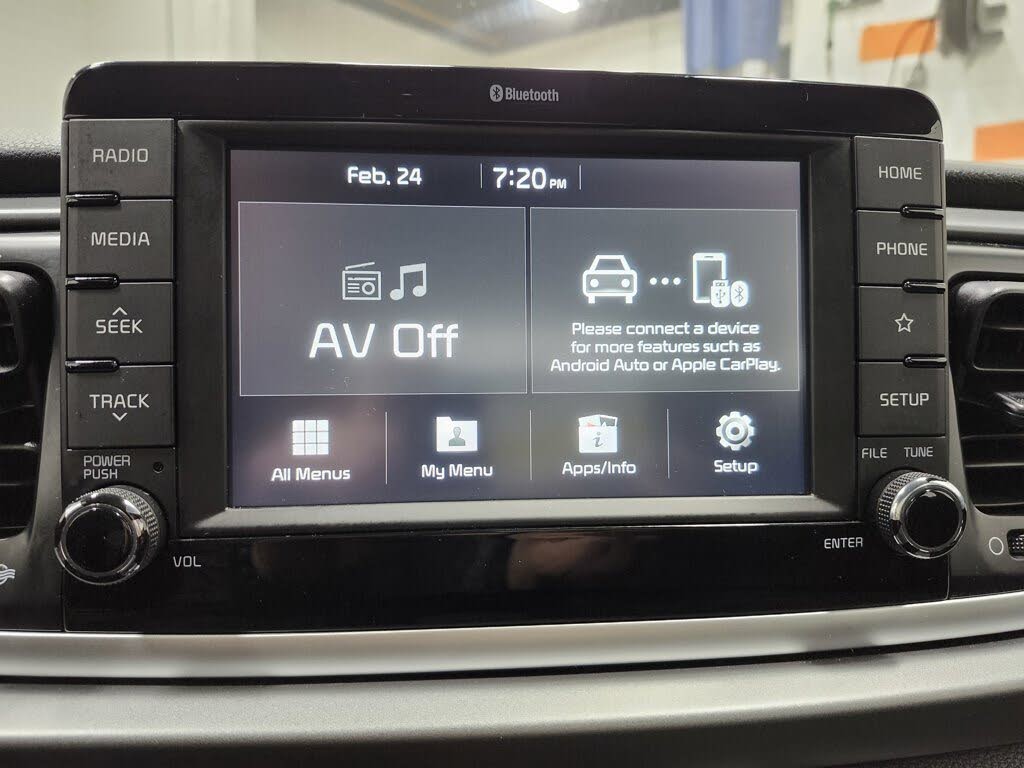 Bluetooth
RADIO
MEDIA
SEEK
TRACK
POWER
PUSH
VOL
Feb. 24
7:20 PM
AV Off
Please connect a device
for more features such as
Android Auto or Apple CarPlay.
All Menus
My Menu
Apps/Info
Setup
HOME
PHONE
SETUP
FILE
TUNE
ENTER